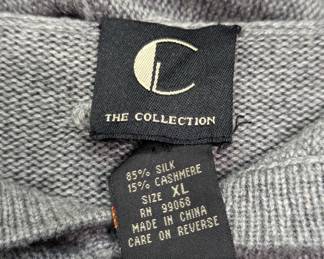 THE COLLECTION
85% SILK
15% CASHMERE
SIZE XL
RN 99068
MADE IN CHINA
CARE ON REVERSE